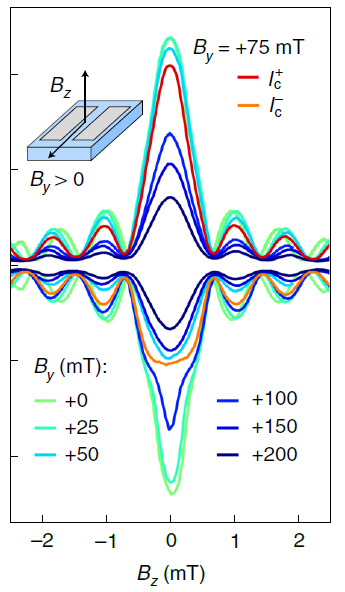 B_y = +75 mT
I_c^+
I_c^-
B_z
B_y > 0
B_y (mT):
+0 +100
+25 +150
+50 +200
−2 −1 0 1 2
B_z (mT)